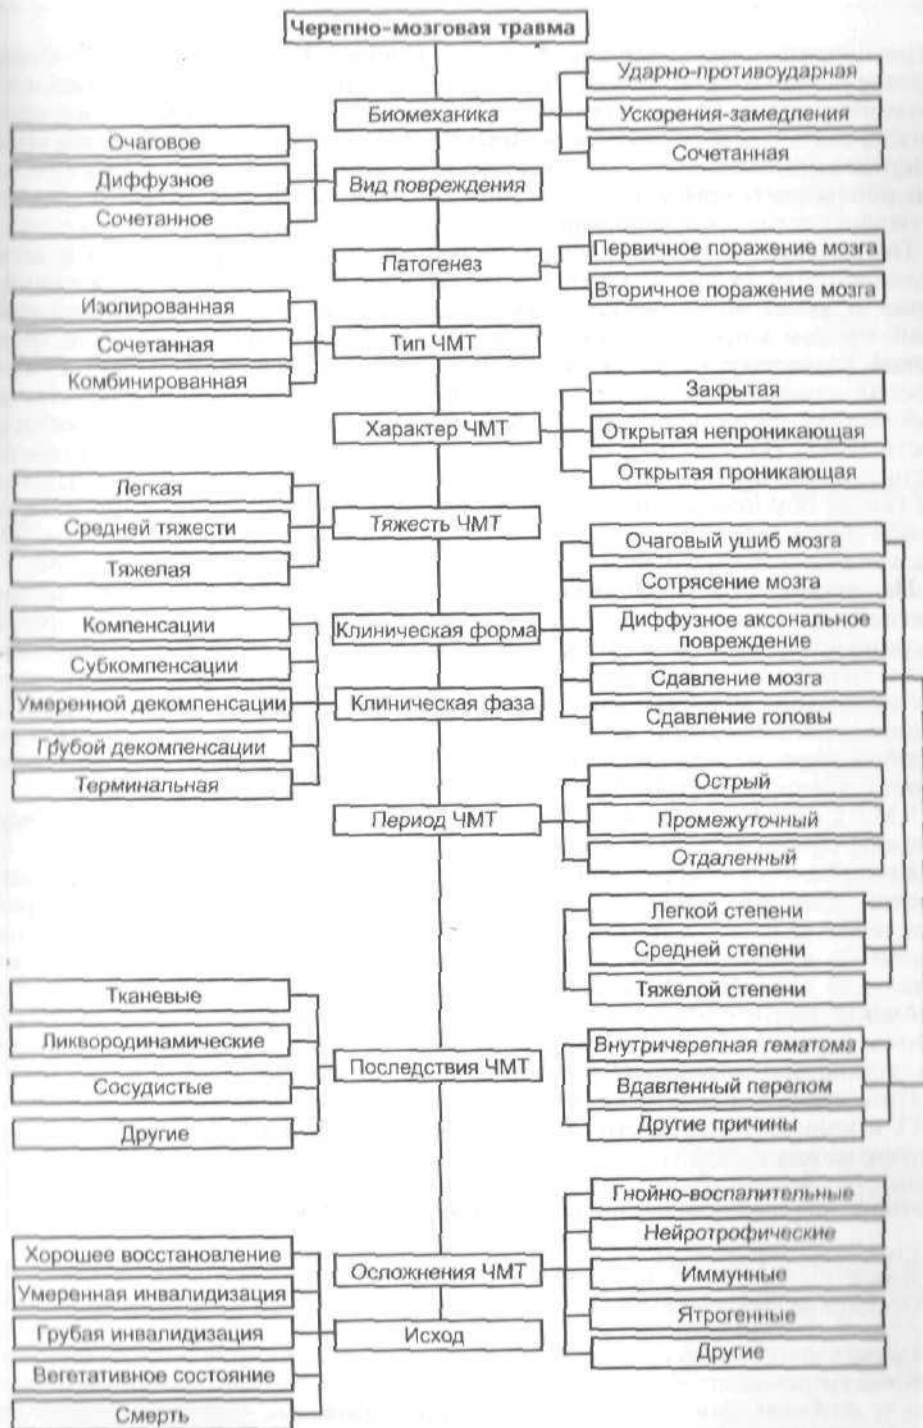 Черепно-мозговая травма
Биомеханика
Ударно-противоударная
Ускорения-замедления
Сочетанная
Вид повреждения
Очаговое
Диффузное
Сочетанное
Патогенез
Первичное поражение мозга
Вторичное поражение мозга
Тип ЧМТ
Изолированная
Сочетанная
Комбинированная
Характер ЧМТ
Закрытая
Открытая непроникающая
Открытая проникающая
Тяжесть ЧМТ
Легкая
Средней тяжести
Тяжелая
Клиническая форма
Очаговый ушиб мозга
Сотрясение мозга
Диффузное аксональное
повреждение
Сдавление мозга
Сдавление головы
Клиническая фаза
Компенсации
Субкомпенсации
Умеренной декомпенсации
Грубой декомпенсации
Терминальная
Период ЧМТ
Острый
Промежуточный
Отдаленный
Легкой степени
Средней степени
Тяжелой степени
Последствия ЧМТ
Тканевые
Ликвородинамические
Сосудистые
Другие
Внутричерепная гематома
Вдавленный перелом
Другие причины
Осложнения ЧМТ
Гнойно-воспалительные
Нейротрофические
Иммунные
Ятрогенные
Другие
Исход
Хорошее восстановление
Умеренная инвалидизация
Грубая инвалидизация
Вегетативное состояние
Смерть